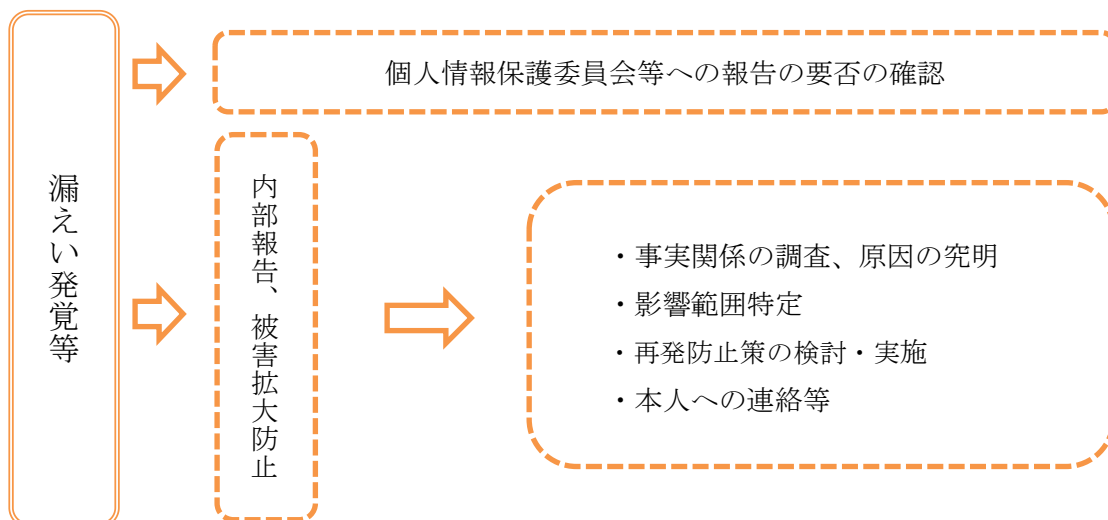 漏えい発覚等
個人情報保護委員会等への報告の要否の確認
内部報告、被害拡大防止
・事実関係の調査、原因の究明
・影響範囲特定
・再発防止策の検討・実施
・本人への連絡等